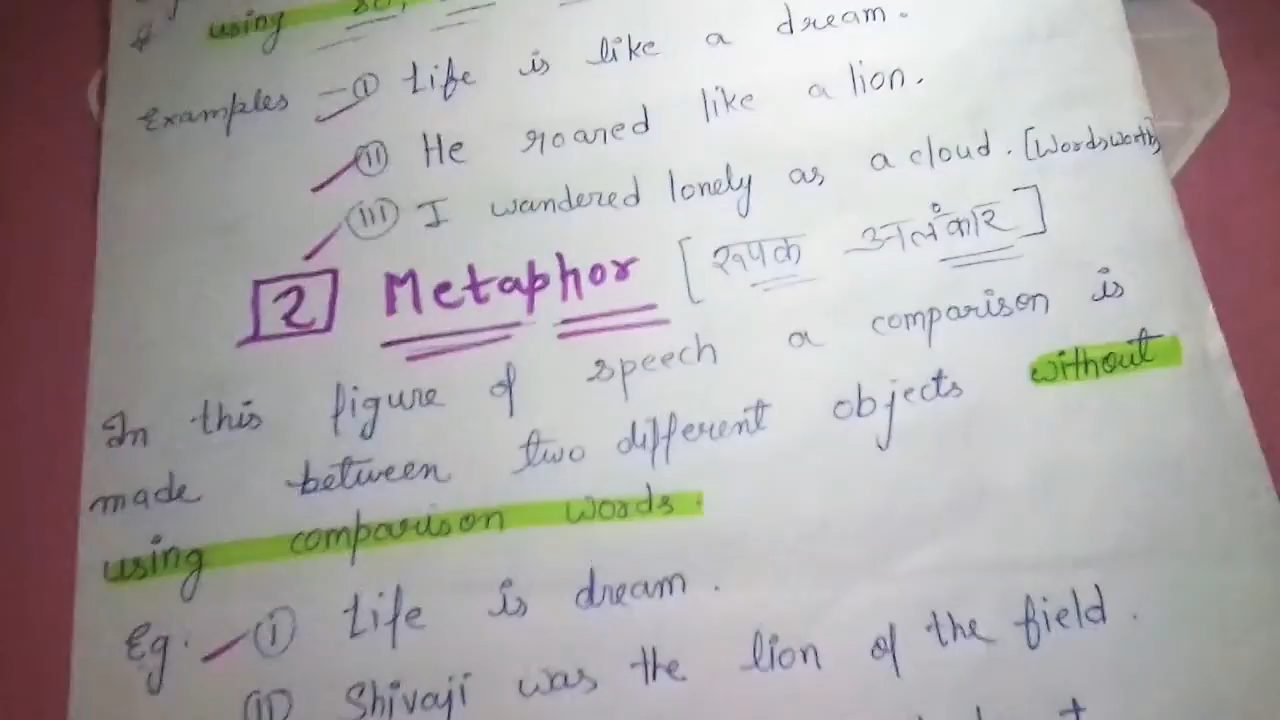 using so,
Examples - (I) Life is like a dream.
(II) He roared like a lion.
(III) I wandered lonely as a cloud. [Wordsworth]
2 Metaphor [रूपक अलंकार]
In this figure of speech a comparison is
made between two different objects without
using comparison words.
Eg. (I) Life is dream.
(II) Shivaji was the lion of the field.